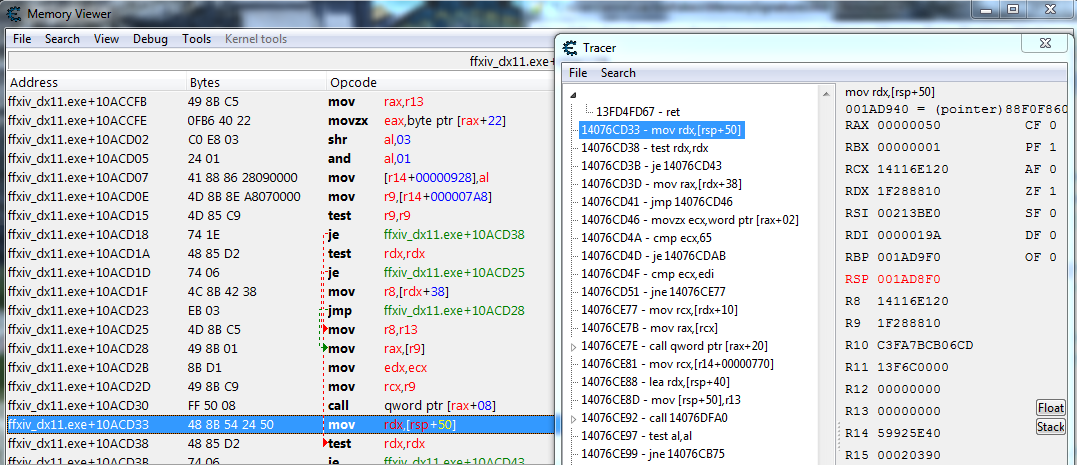 Memory Viewer
File Search View Debug Tools Kernel tools
ffxiv_dx11.exe+
Address Bytes Opcode
ffxiv_dx11.exe+10ACCFB 49 8B C5 mov rax,r13
ffxiv_dx11.exe+10ACCFE 0FB6 40 22 movzx eax,byte ptr [rax+22]
ffxiv_dx11.exe+10ACD02 C0 E8 03 shr al,03
ffxiv_dx11.exe+10ACD05 24 01 and al,01
ffxiv_dx11.exe+10ACD07 41 88 86 28090000 mov [r14+00000928],al
ffxiv_dx11.exe+10ACD0E 4D 8B 8E A8070000 mov r9,[r14+000007A8]
ffxiv_dx11.exe+10ACD15 4D 85 C9 test r9,r9
ffxiv_dx11.exe+10ACD18 74 1E je ffxiv_dx11.exe+10ACD38
ffxiv_dx11.exe+10ACD1A 48 85 D2 test rdx,rdx
ffxiv_dx11.exe+10ACD1D 74 06 je ffxiv_dx11.exe+10ACD25
ffxiv_dx11.exe+10ACD1F 4C 8B 42 38 mov r8,[rdx+38]
ffxiv_dx11.exe+10ACD23 EB 03 jmp ffxiv_dx11.exe+10ACD28
ffxiv_dx11.exe+10ACD25 4D 8B C5 mov r8,r13
ffxiv_dx11.exe+10ACD28 49 8B 01 mov rax,[r9]
ffxiv_dx11.exe+10ACD2B 8B D1 mov edx,ecx
ffxiv_dx11.exe+10ACD2D 49 8B C9 mov rcx,r9
ffxiv_dx11.exe+10ACD30 FF 50 08 call qword ptr [rax+08]
ffxiv_dx11.exe+10ACD33 48 8B 54 24 50 mov rdx,[rsp+50]
ffxiv_dx11.exe+10ACD38 48 85 D2 test rdx,rdx
ffxiv_dx11.exe+10ACD3B 74 06 je ffxiv_dx11.exe+10ACD43
Tracer
File Search
13FD4FD67 - ret
14076CD33 - mov rdx,[rsp+50]
14076CD38 - test rdx,rdx
14076CD3B - je 14076CD43
14076CD3D - mov rax,[rdx+38]
14076CD41 - jmp 14076CD46
14076CD46 - movzx ecx,word ptr [rax+02]
14076CD4A - cmp ecx,65
14076CD4D - je 14076CDAB
14076CD4F - cmp ecx,edi
14076CD51 - jne 14076CE77
14076CE77 - mov rcx,[rdx+10]
14076CE7B - mov rax,[rcx]
14076CE7E - call qword ptr [rax+20]
14076CE81 - mov rcx,[r14+00000770]
14076CE88 - lea rdx,[rsp+40]
14076CE8D - mov [rsp+50],r13
14076CE92 - call 14076DFA0
14076CE97 - test al,al
14076CE99 - jne 14076CB75
mov rdx,[rsp+50]
001AD940 = (pointer)88F0F860
RAX 00000050 CF 0
RBX 00000001 PF 1
RCX 14116E120 AF 0
RDX 1F288810 ZF 1
RSI 00213BE0 SF 0
RDI 0000019A DF 0
RBP 001AD9F0 OF 0
RSP 001AD8F0
R8 14116E120
R9 1F288810
R10 C3FA7BCB06CD
R11 13F6C0000
R12 00000000
R13 00000000
R14 59925E40
R15 00020390
Float
Stack